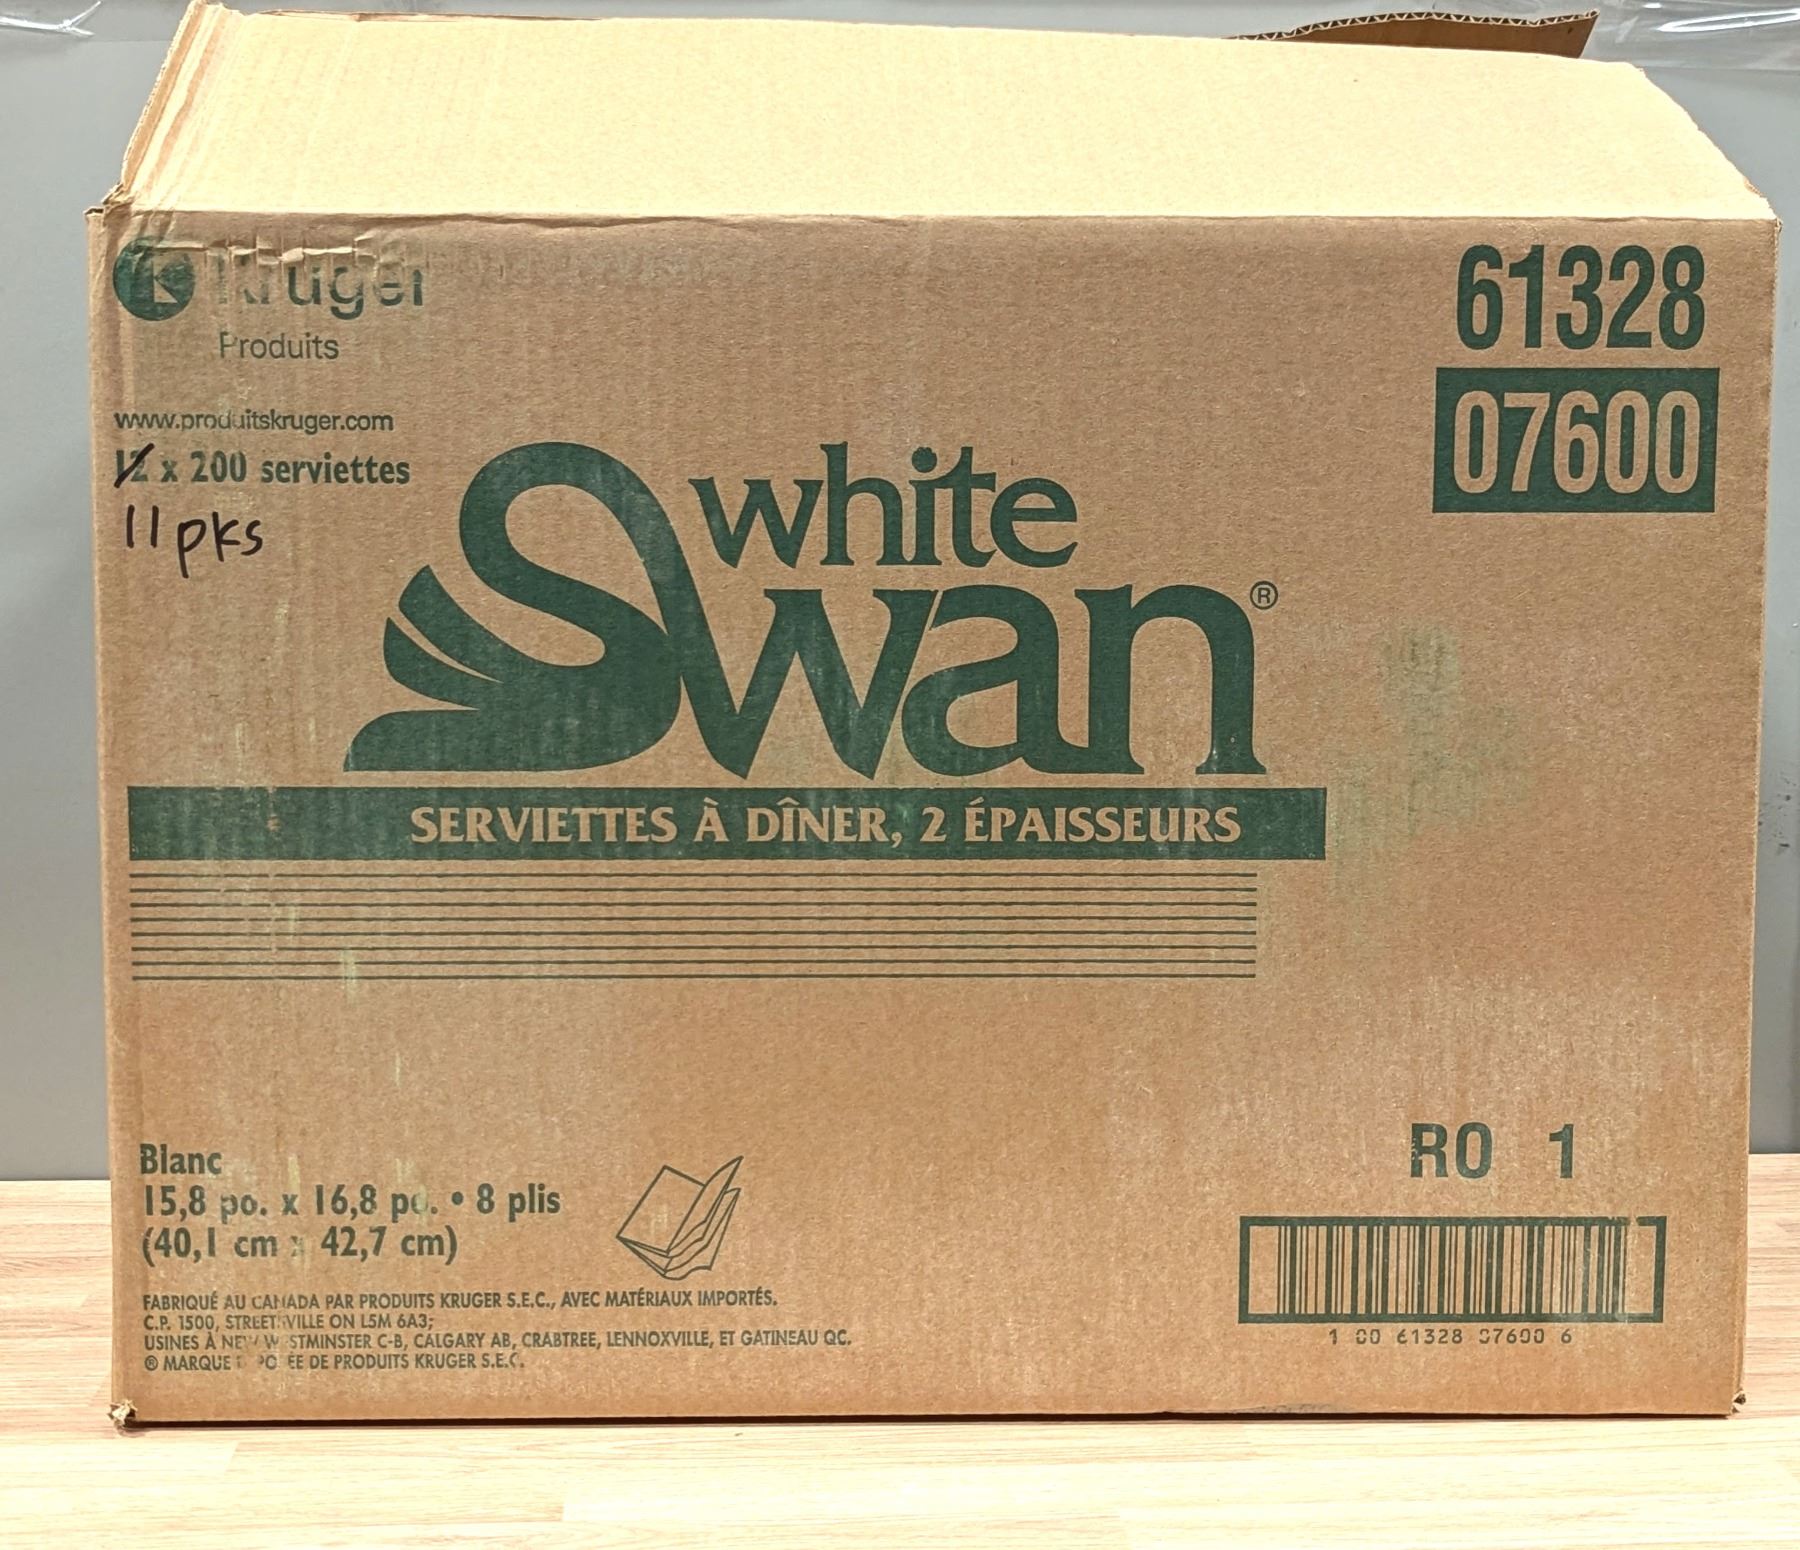 Kruger
Produits
www.produitskruger.com
12 x 200 serviettes
11 pks
61328
07600
white
Swan®
SERVIETTES À DÎNER, 2 ÉPAISSEURS
Blanc
15,8 po. x 16,8 po. • 8 plis
(40,1 cm x 42,7 cm)
FABRIQUÉ AU CANADA PAR PRODUITS KRUGER S.E.C., AVEC MATÉRIAUX IMPORTÉS.
C.P. 1500, STREETSVILLE ON L5M 6A3;
USINES À NEW WESTMINSTER C-B, CALGARY AB, CRABTREE, LENNOXVILLE, ET GATINEAU QC.
® MARQUE DÉPOSÉE DE PRODUITS KRUGER S.E.C.
RO 1
1 00 61328 07600 6